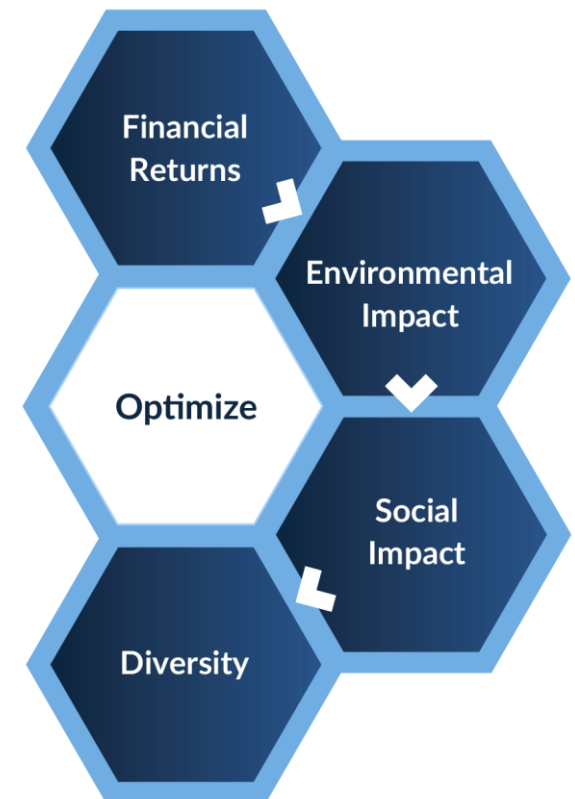 Financial
Returns
Environmental
Impact
Optimize
Social
Impact
Diversity